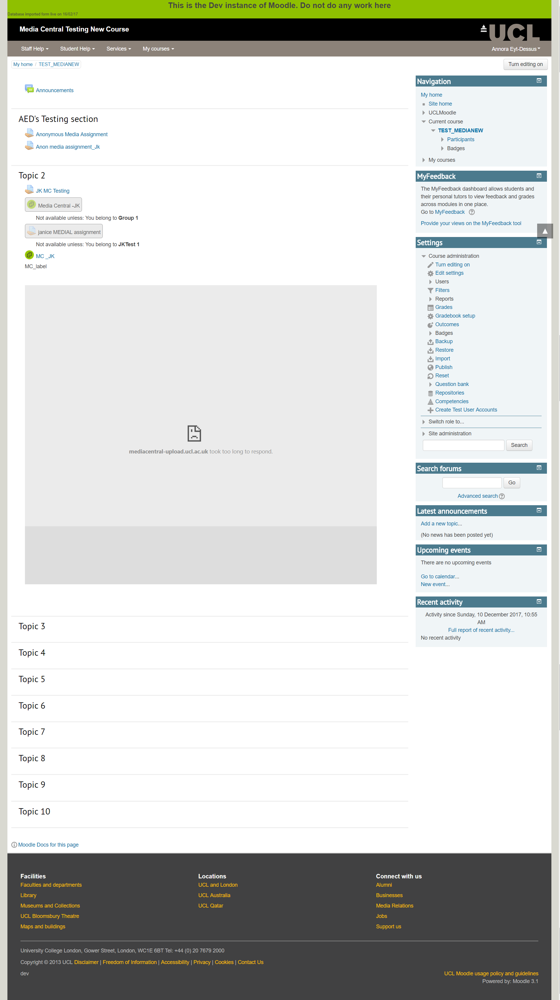 This is the Dev instance of Moodle. Do not do any work here
Database imported form live on 16/02/17
Media Central Testing New Course
UCL
Staff Help
Student Help
Services
My courses
Annora Eyt-Dessus
My home / TEST_MEDIANEW
Turn editing on
Announcements
AED's Testing section
Anonymous Media Assignment
Anon media assignment_Jk
Topic 2
JK MC Testing
Media Central -JK
Not available unless: You belong to Group 1
janice MEDIAL assignment
Not available unless: You belong to JKTest 1
MC _JK
MC_label
mediacentral-upload.ucl.ac.uk took too long to respond.
Topic 3
Topic 4
Topic 5
Topic 6
Topic 7
Topic 8
Topic 9
Topic 10
Moodle Docs for this page
Navigation
My home
Site home
UCLMoodle
Current course
TEST_MEDIANEW
Participants
Badges
My courses
MyFeedback
The MyFeedback dashboard allows students and
their personal tutors to view feedback and grades
across modules in one place.
Go to MyFeedback
Provide your views on the MyFeedback tool
Settings
Course administration
Turn editing on
Edit settings
Users
Filters
Reports
Grades
Gradebook setup
Outcomes
Badges
Backup
Restore
Import
Publish
Reset
Question bank
Repositories
Competencies
Create Test User Accounts
Switch role to...
Site administration
Search
Search forums
Go
Advanced search
Latest announcements
Add a new topic...
(No news has been posted yet)
Upcoming events
There are no upcoming events
Go to calendar...
New event...
Recent activity
Activity since Sunday, 10 December 2017, 10:55
AM
Full report of recent activity...
No recent activity
Facilities
Faculties and departments
Library
Museums and Collections
UCL Bloomsbury Theatre
Maps and buildings
Locations
UCL and London
UCL Australia
UCL Qatar
Connect with us
Alumni
Businesses
Media Relations
Jobs
Support us
University College London, Gower Street, London, WC1E 6BT Tel: +44 (0) 20 7679 2000
Copyright © 2013 UCL Disclaimer | Freedom of Information | Accessibility | Privacy | Cookies | Contact Us
dev
UCL Moodle usage policy and guidelines
Powered by: Moodle 3.1